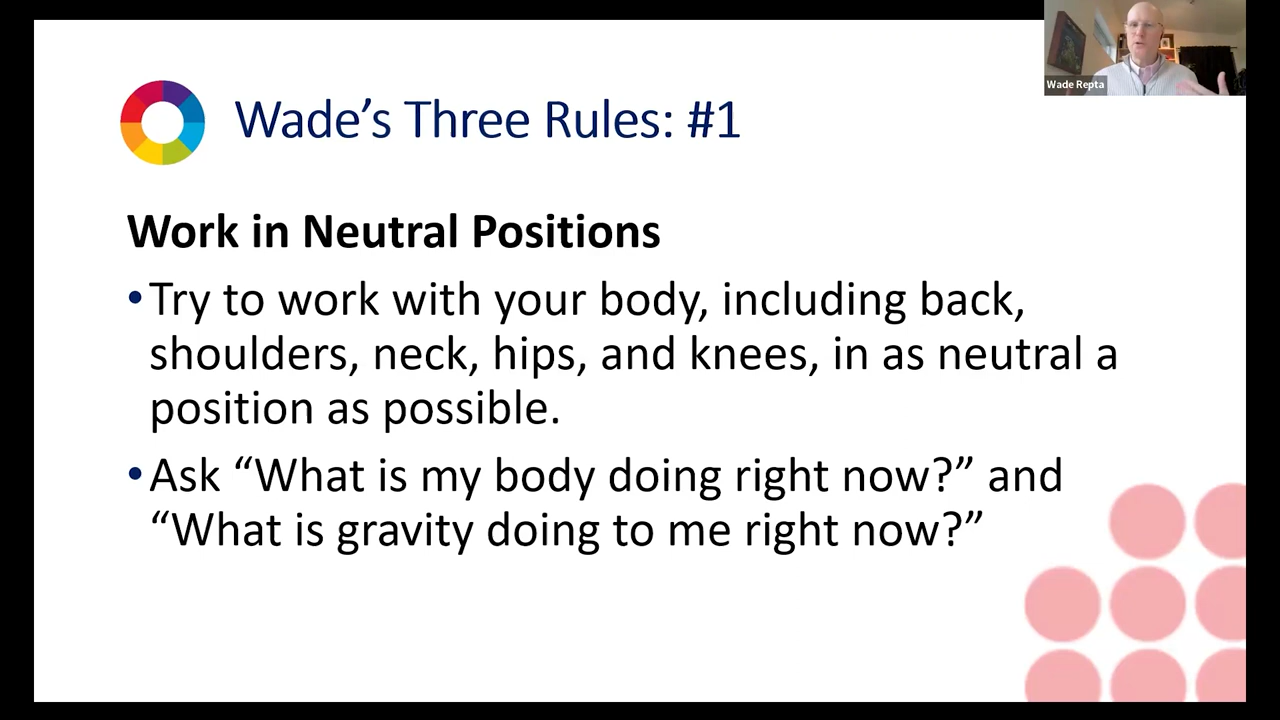 Wade Repta
Wade’s Three Rules: #1
Work in Neutral Positions
•Try to work with your body, including back,
shoulders, neck, hips, and knees, in as neutral a
position as possible.
•Ask “What is my body doing right now?” and
“What is gravity doing to me right now?”